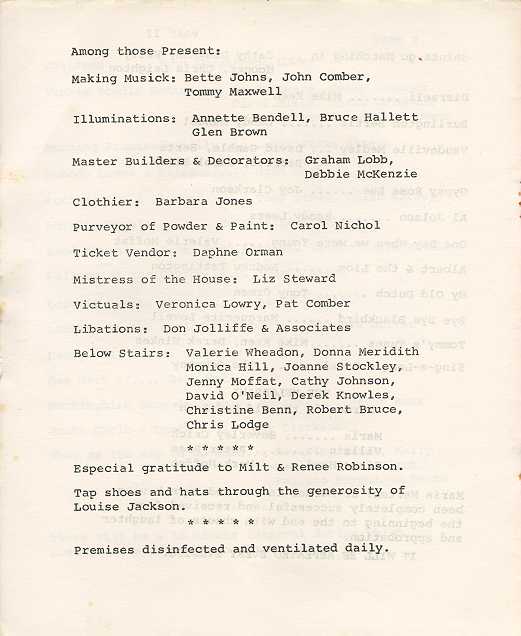 Among those Present:
Making Musick: Bette Johns, John Comber,
Tommy Maxwell
Illuminations: Annette Bendell, Bruce Hallett
Glen Brown
Master Builders & Decorators: Graham Lobb,
Debbie McKenzie
Clothier: Barbara Jones
Purveyor of Powder & Paint: Carol Nichol
Ticket Vendor: Daphne Orman
Mistress of the House: Liz Steward
Victuals: Veronica Lowry, Pat Comber
Libations: Don Jolliffe & Associates
Below Stairs: Valerie Wheadon, Donna Meridith
Monica Hill, Joanne Stockley,
Jenny Moffat, Cathy Johnson,
David O'Neil, Derek Knowles,
Christine Benn, Robert Bruce,
Chris Lodge
* * * * *
Especial gratitude to Milt & Renee Robinson.
Tap shoes and hats through the generosity of
Louise Jackson.
* * * * *
Premises disinfected and ventilated daily.